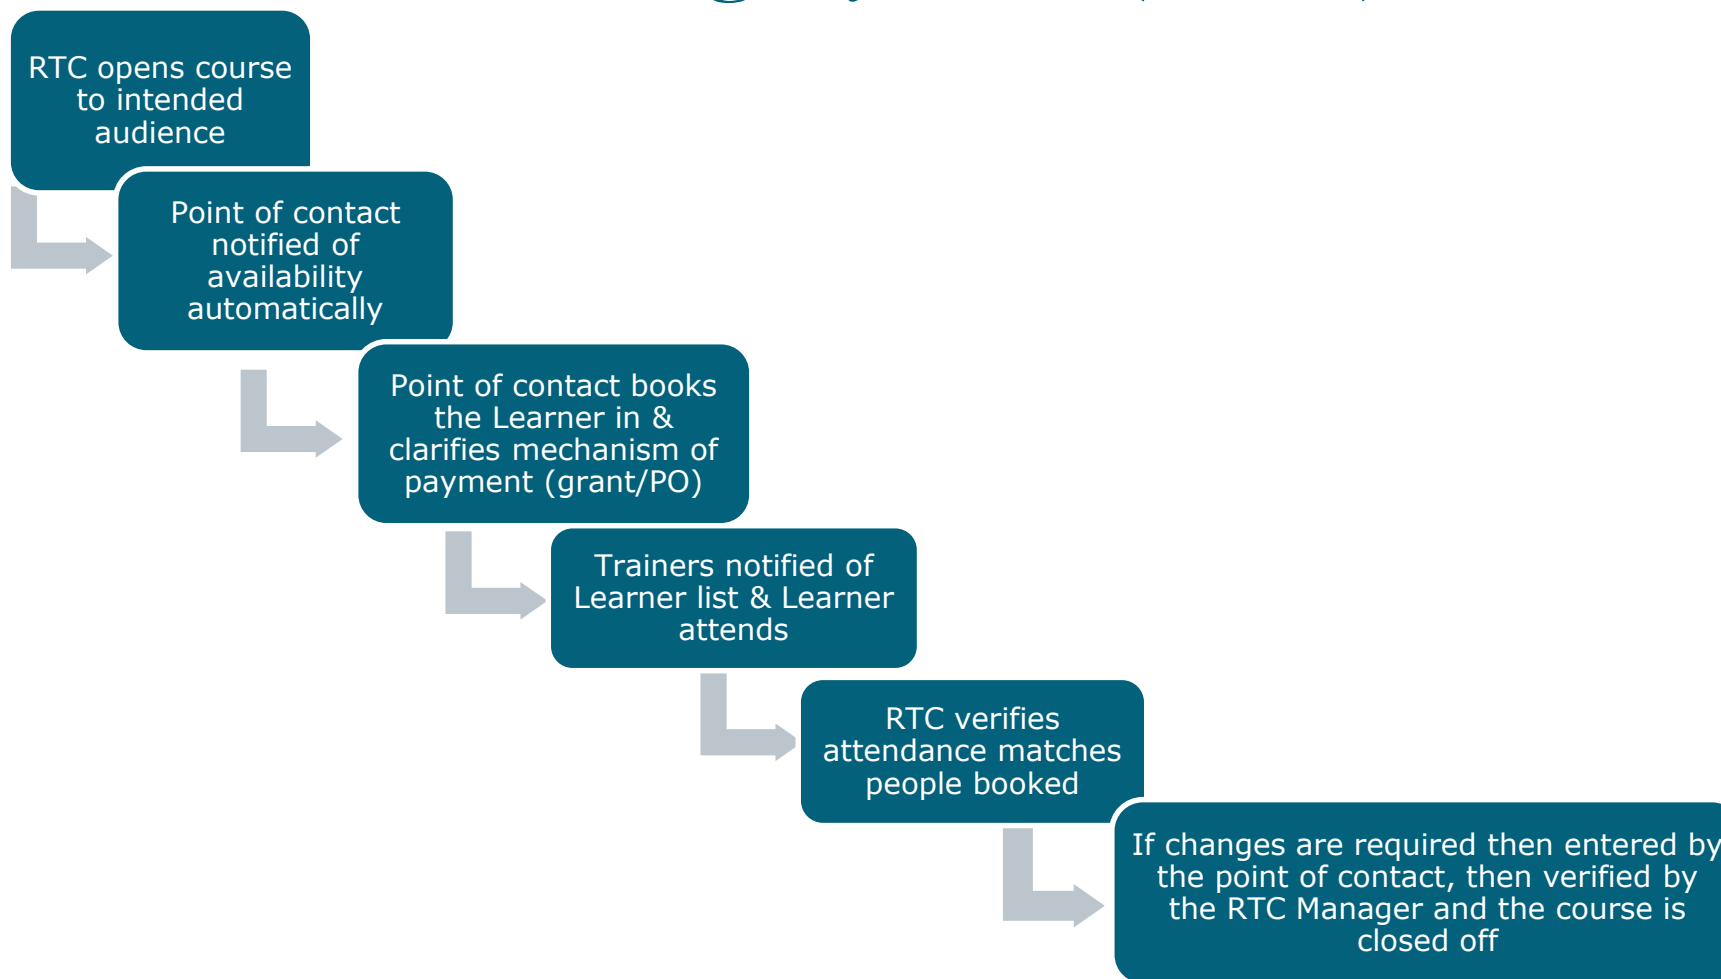 RTC opens course
to intended
audience
Point of contact
notified of
availability
automatically
Point of contact books
the Learner in &
clarifies mechanism of
payment (grant/PO)
Trainers notified of
Learner list & Learner
attends
RTC verifies
attendance matches
people booked
If changes are required then entered by
the point of contact, then verified by
the RTC Manager and the course is
closed off